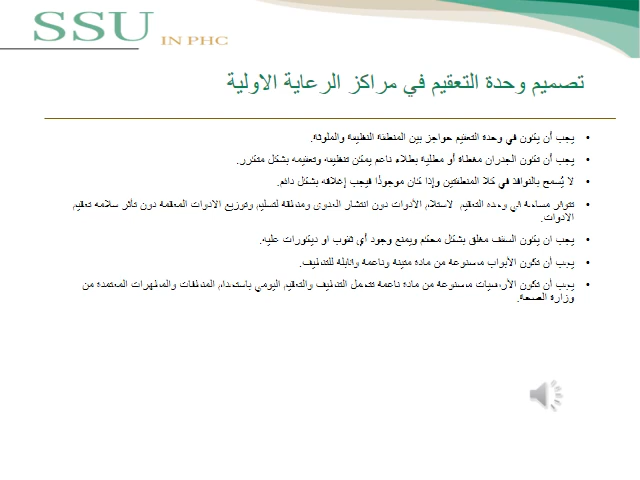 SSU IN PHC
تصميم وحدة التعقيم في مراكز الرعاية الاولية
• يجب أن يكون في وحدة التعقيم حواجز بين المنطقة النظيفة والملوثة.
• يجب أن تكون الجدران مغطاة أو مطلية بطلاء ناعم يمكن تنظيفه وتعقيمه بشكل متكرر.
• لا يُسمح بالنوافذ في كلا المنطقتين وإذا كان موجودًا فيجب إغلاقه بشكل دائم.
• تتوافر مساحة في وحدة التعقيم لاستلام الأدوات دون انتشار العدوى ومنطقة لتسليم وتوزيع الادوات المعقمة دون تأثر سلامة تعقيم
الادوات.
• يجب ان يكون السقف مغلق بشكل محكم ويمنع وجود أي ثقوب او ديكورات عليه.
• يجب أن تكون الأبواب مصنوعة من مادة متينة وناعمة وقابلة للتنظيف.
• يجب أن تكون الأرضيات مصنوعة من مادة ناعمة تتحمل التنظيف والتعقيم اليومي باستخدام المنظفات والمطهرات المعتمدة من
وزارة الصحة.